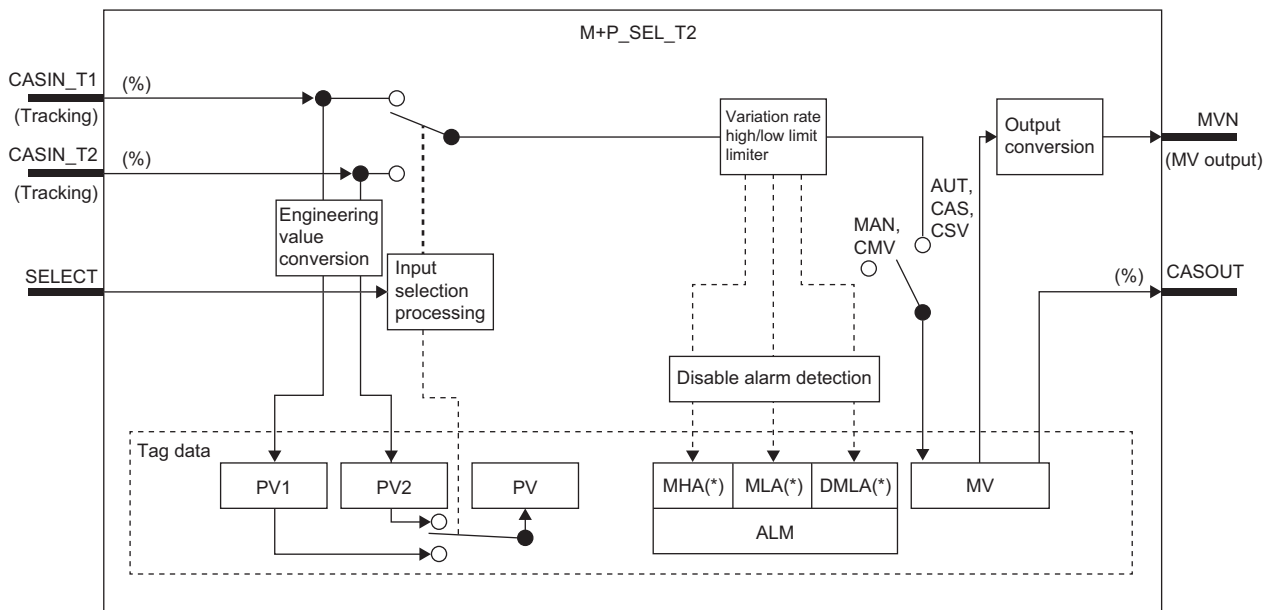 M+P_SEL_T2
CASIN_T1
(%)
(Tracking)
CASIN_T2
(%)
(Tracking)
SELECT
Engineering
value
conversion
Input
selection
processing
Variation rate
high/low limit
limiter
Output
conversion
MVN
(MV output)
AUT,
CAS,
CSV
MAN,
CMV
(%)
CASOUT
Disable alarm detection
Tag data
PV1
PV2
PV
MHA(*)
MLA(*)
DMLA(*)
ALM
MV